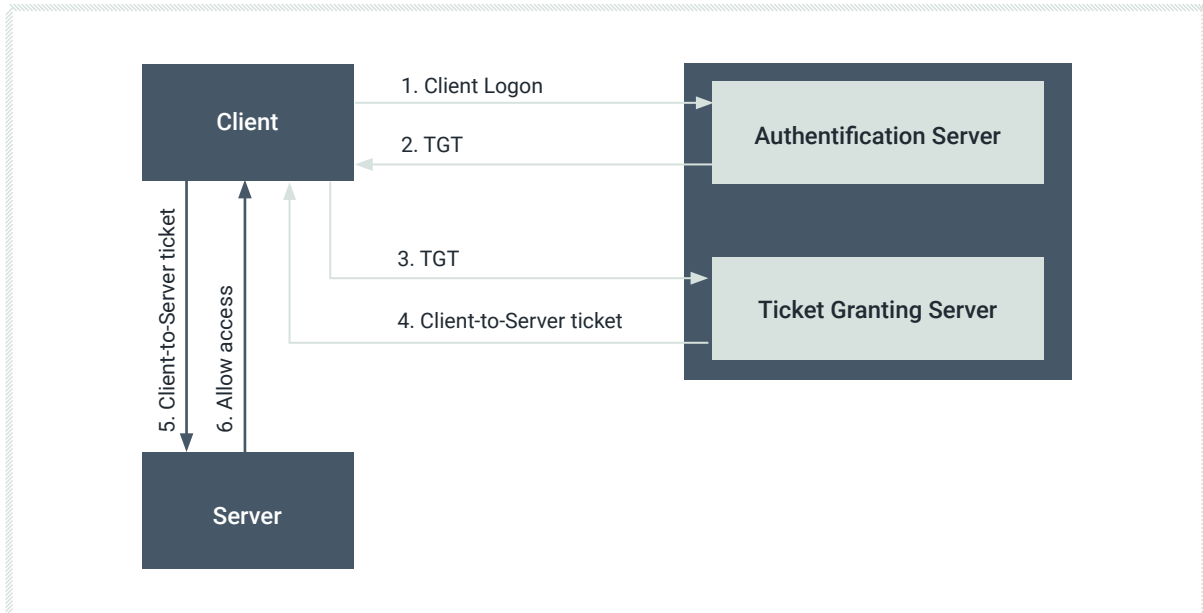 Client
1. Client Logon
Authentification Server
2. TGT
3. TGT
Ticket Granting Server
4. Client-to-Server ticket
5. Client-to-Server ticket
6. Allow access
Server